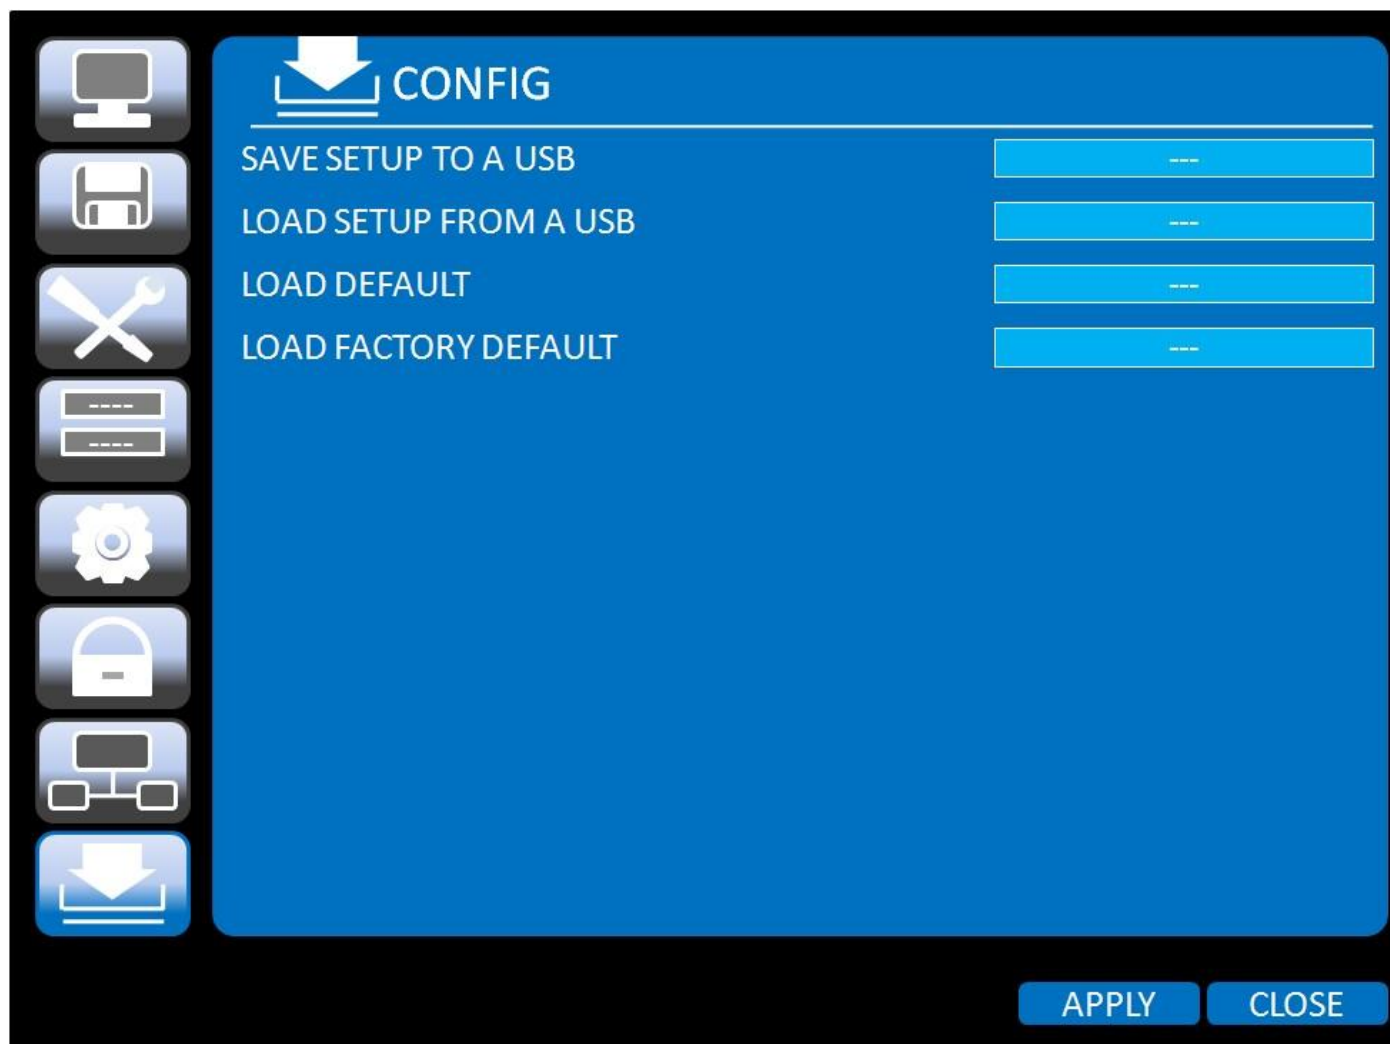 CONFIG
SAVE SETUP TO A USB ---
LOAD SETUP FROM A USB ---
LOAD DEFAULT ---
LOAD FACTORY DEFAULT ---
----
----
APPLY CLOSE